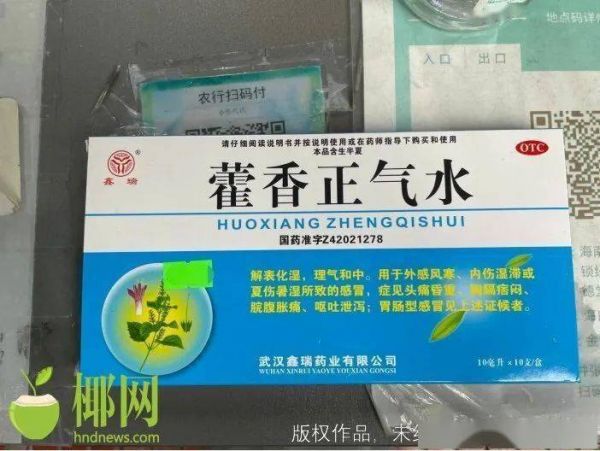 地点码详
入口 出口
农行扫码付
请仔细阅读说明书并按说明使用或在药师指导下购买和使用
本品含生半夏
OTC
鑫瑞
藿香正气水
HUOXIANG ZHENGQISHUI
国药准字Z42021278
解表化湿，理气和中。用于外感风寒、内伤湿滞或
夏伤暑湿所致的感冒，症见头痛昏重、胸膈痞闷、
脘腹胀痛、呕吐泄泻；胃肠型感冒见上述证候者。
武汉鑫瑞药业有限公司
WUHAN XINRUI YAOYE YOUXIAN GONGSI
10毫升×10支/盒
海南
椰网
hndnews.com
版权作品，未